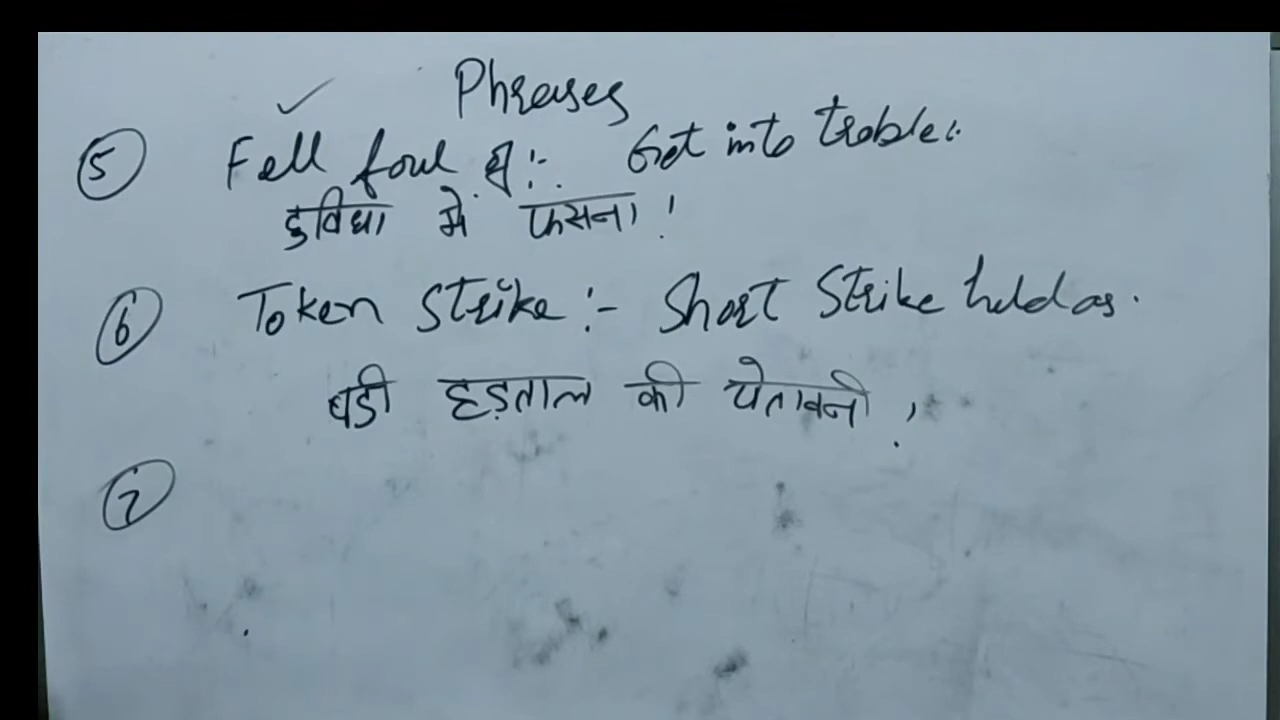 Phrases
5 Fell foul of :- Get into troble.
दुविधा में फसना !
6 Token Strike :- Short Strike held as.
बडी हड़ताल की चेतावनी !
7